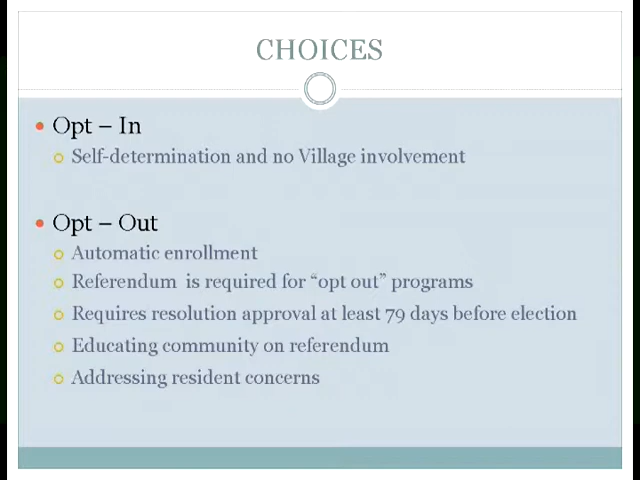 CHOICES
Opt – In
Self-determination and no Village involvement
Opt – Out
Automatic enrollment
Referendum  is required for “opt out” programs
Requires resolution approval at least 79 days before election
Educating community on referendum
Addressing resident concerns